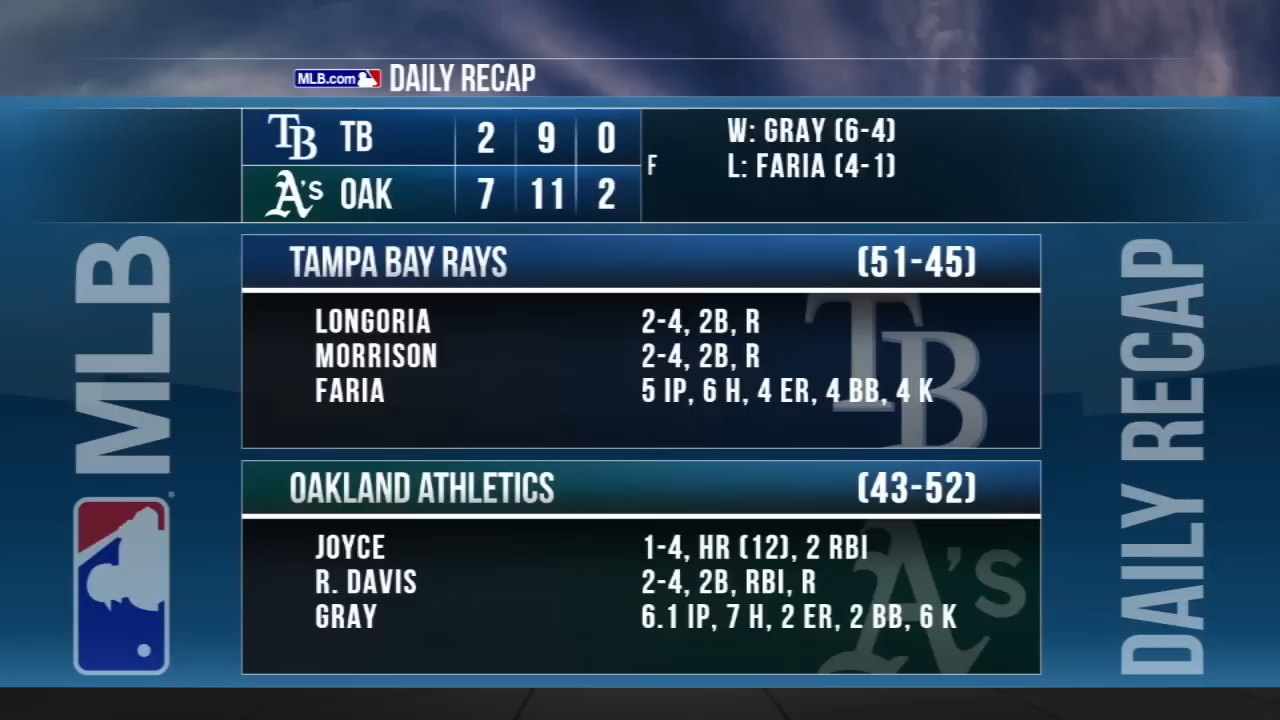 MLB.com DAILY RECAP
TB TB 2 9 0
A's OAK 7 11 2
F
W: GRAY (6-4)
L: FARIA (4-1)
MLB
TAMPA BAY RAYS (51-45)
LONGORIA 2-4, 2B, R
MORRISON 2-4, 2B, R
FARIA 5 IP, 6 H, 4 ER, 4 BB, 4 K
TB
OAKLAND ATHLETICS (43-52)
JOYCE 1-4, HR (12), 2 RBI
R. DAVIS 2-4, 2B, RBI, R
GRAY 6.1 IP, 7 H, 2 ER, 2 BB, 6 K
A's
DAILY RECAP